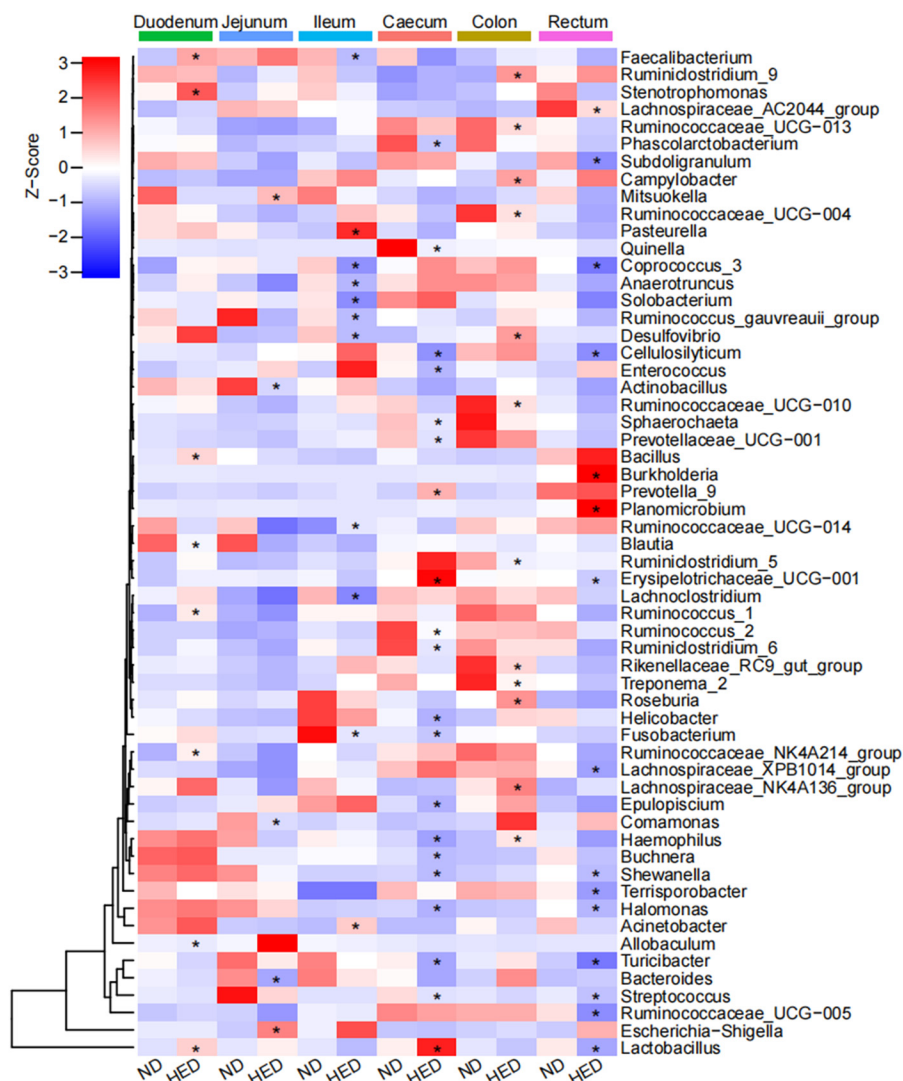 Duodenum Jejunum Ileum Caecum Colon Rectum
Z−Score
3
2
1
0
−1
−2
−3
Faecalibacterium
Ruminiclostridium_9
Stenotrophomonas
Lachnospiraceae_AC2044_group
Ruminococcaceae_UCG−013
Phascolarctobacterium
Subdoligranulum
Campylobacter
Mitsuokella
Ruminococcaceae_UCG−004
Pasteurella
Quinella
Coprococcus_3
Anaerotruncus
Solobacterium
Ruminococcus_gauvreauii_group
Desulfovibrio
Cellulosilyticum
Enterococcus
Actinobacillus
Ruminococcaceae_UCG−010
Sphaerochaeta
Prevotellaceae_UCG−001
Bacillus
Burkholderia
Prevotella_9
Planomicrobium
Ruminococcaceae_UCG−014
Blautia
Ruminiclostridium_5
Erysipelotrichaceae_UCG−001
Lachnoclostridium
Ruminococcus_1
Ruminococcus_2
Ruminiclostridium_6
Rikenellaceae_RC9_gut_group
Treponema_2
Roseburia
Helicobacter
Fusobacterium
Ruminococcaceae_NK4A214_group
Lachnospiraceae_XPB1014_group
Lachnospiraceae_NK4A136_group
Epulopiscium
Comamonas
Haemophilus
Buchnera
Shewanella
Terrisporobacter
Halomonas
Acinetobacter
Allobaculum
Turicibacter
Bacteroides
Streptococcus
Ruminococcaceae_UCG−005
Escherichia−Shigella
Lactobacillus
ND HED ND HED ND HED ND HED ND HED ND HED